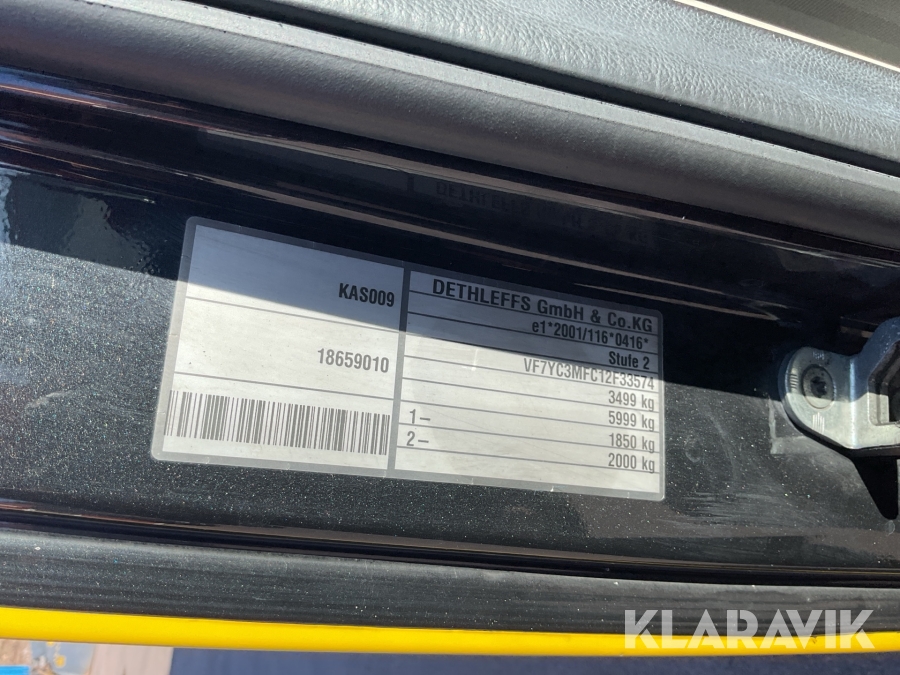 KAS009
18659010
DETHLEFFS GmbH & Co.KG
e1*2001/116*0416*
Stufe 2
VF7YC3MFC12F33574
3499 kg
5999 kg
1– 1850 kg
2– 2000 kg
KLARAVIK